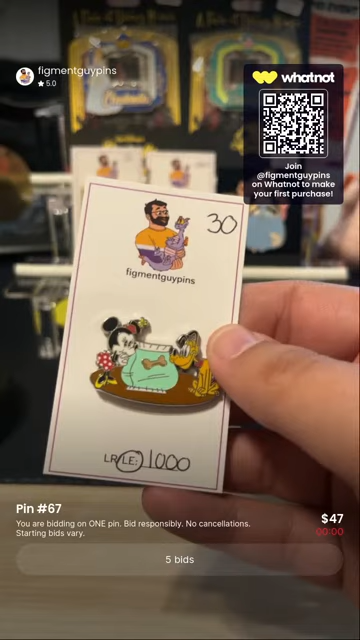 figmentguypins
★ 5.0
whatnot
Join
@figmentguypins
on Whatnot to make
your first purchase!
30
figmentguypins
LR/LE: 1000
Pin #67
You are bidding on ONE pin. Bid responsibly. No cancellations.
Starting bids vary.
$47
00:00
5 bids